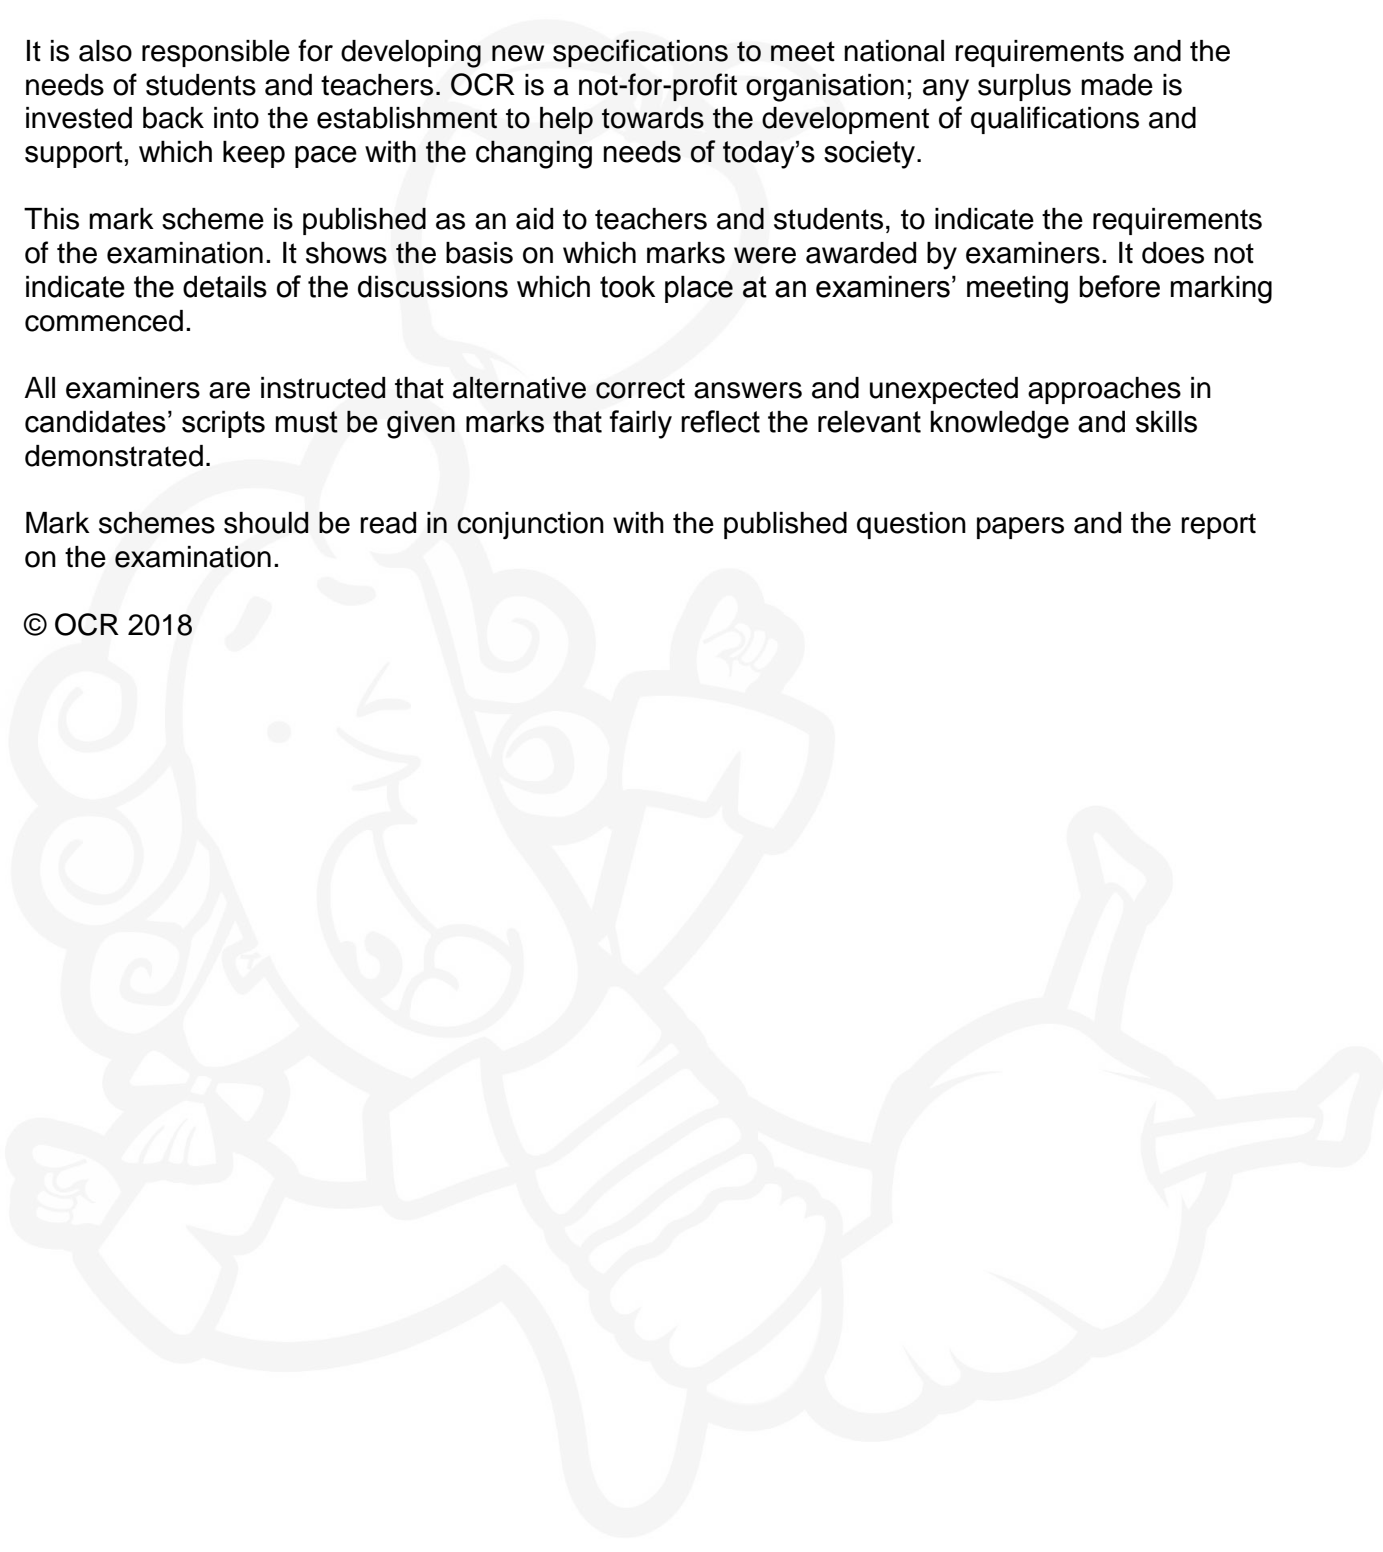 It is also responsible for developing new specifications to meet national requirements and the
needs of students and teachers. OCR is a not-for-profit organisation; any surplus made is
invested back into the establishment to help towards the development of qualifications and
support, which keep pace with the changing needs of today’s society.
This mark scheme is published as an aid to teachers and students, to indicate the requirements
of the examination. It shows the basis on which marks were awarded by examiners. It does not
indicate the details of the discussions which took place at an examiners’ meeting before marking
commenced.
All examiners are instructed that alternative correct answers and unexpected approaches in
candidates’ scripts must be given marks that fairly reflect the relevant knowledge and skills
demonstrated.
Mark schemes should be read in conjunction with the published question papers and the report
on the examination.
© OCR 2018